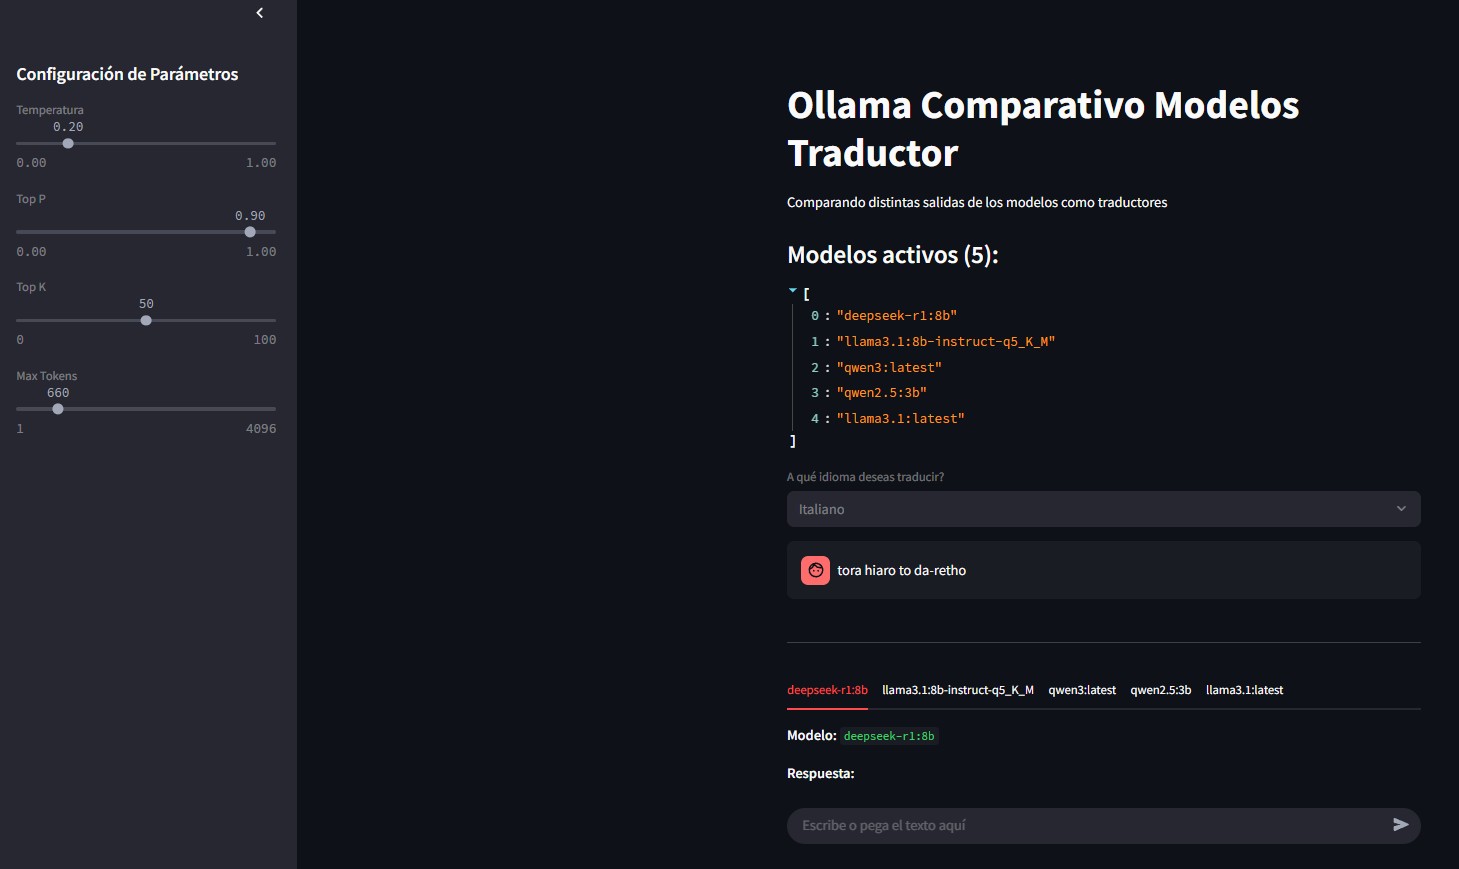 Configuración de Parámetros
Temperatura
0.20
0.00 1.00
Top P
0.90
0.00 1.00
Top K
50
0 100
Max Tokens
660
1 4096
Ollama Comparativo Modelos
Traductor
Comparando distintas salidas de los modelos como traductores
Modelos activos (5):
[
0 : "deepseek-r1:8b"
1 : "llama3.1:8b-instruct-q5_K_M"
2 : "qwen3:latest"
3 : "qwen2.5:3b"
4 : "llama3.1:latest"
]
A qué idioma deseas traducir?
Italiano
tora hiaro to da-retho
deepseek-r1:8b llama3.1:8b-instruct-q5_K_M qwen3:latest qwen2.5:3b llama3.1:latest
Modelo: deepseek-r1:8b
Respuesta:
Escribe o pega el texto aquí